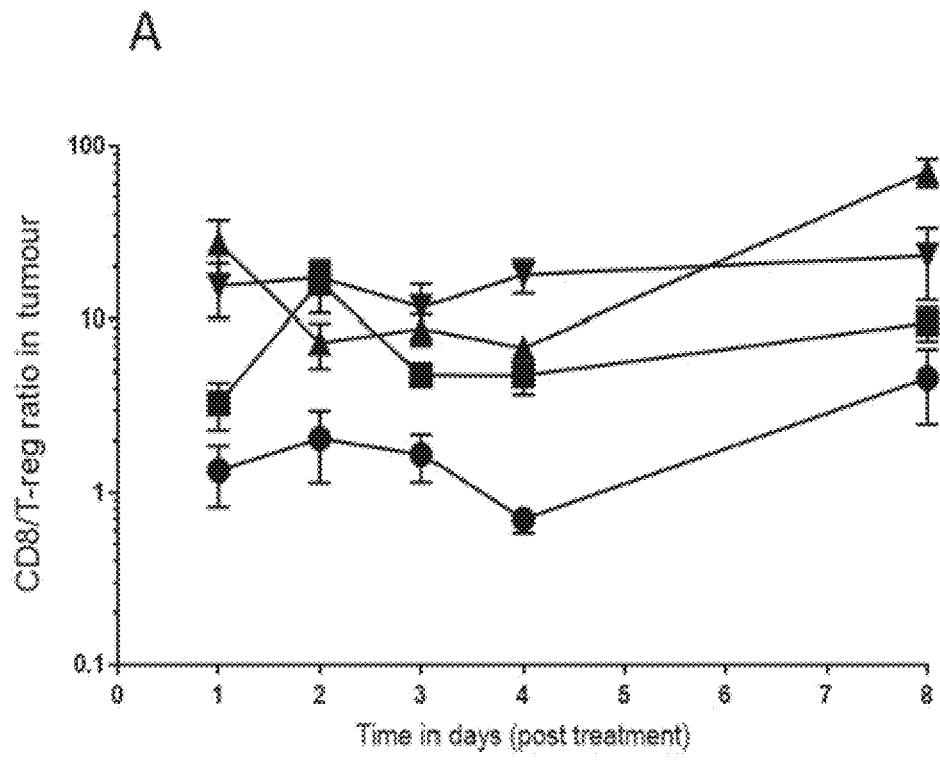 A
100
10
1
0.1
CD8/T-reg ratio in tumour
0 1 2 3 4 5 6 7 8
Time in days (post treatment)